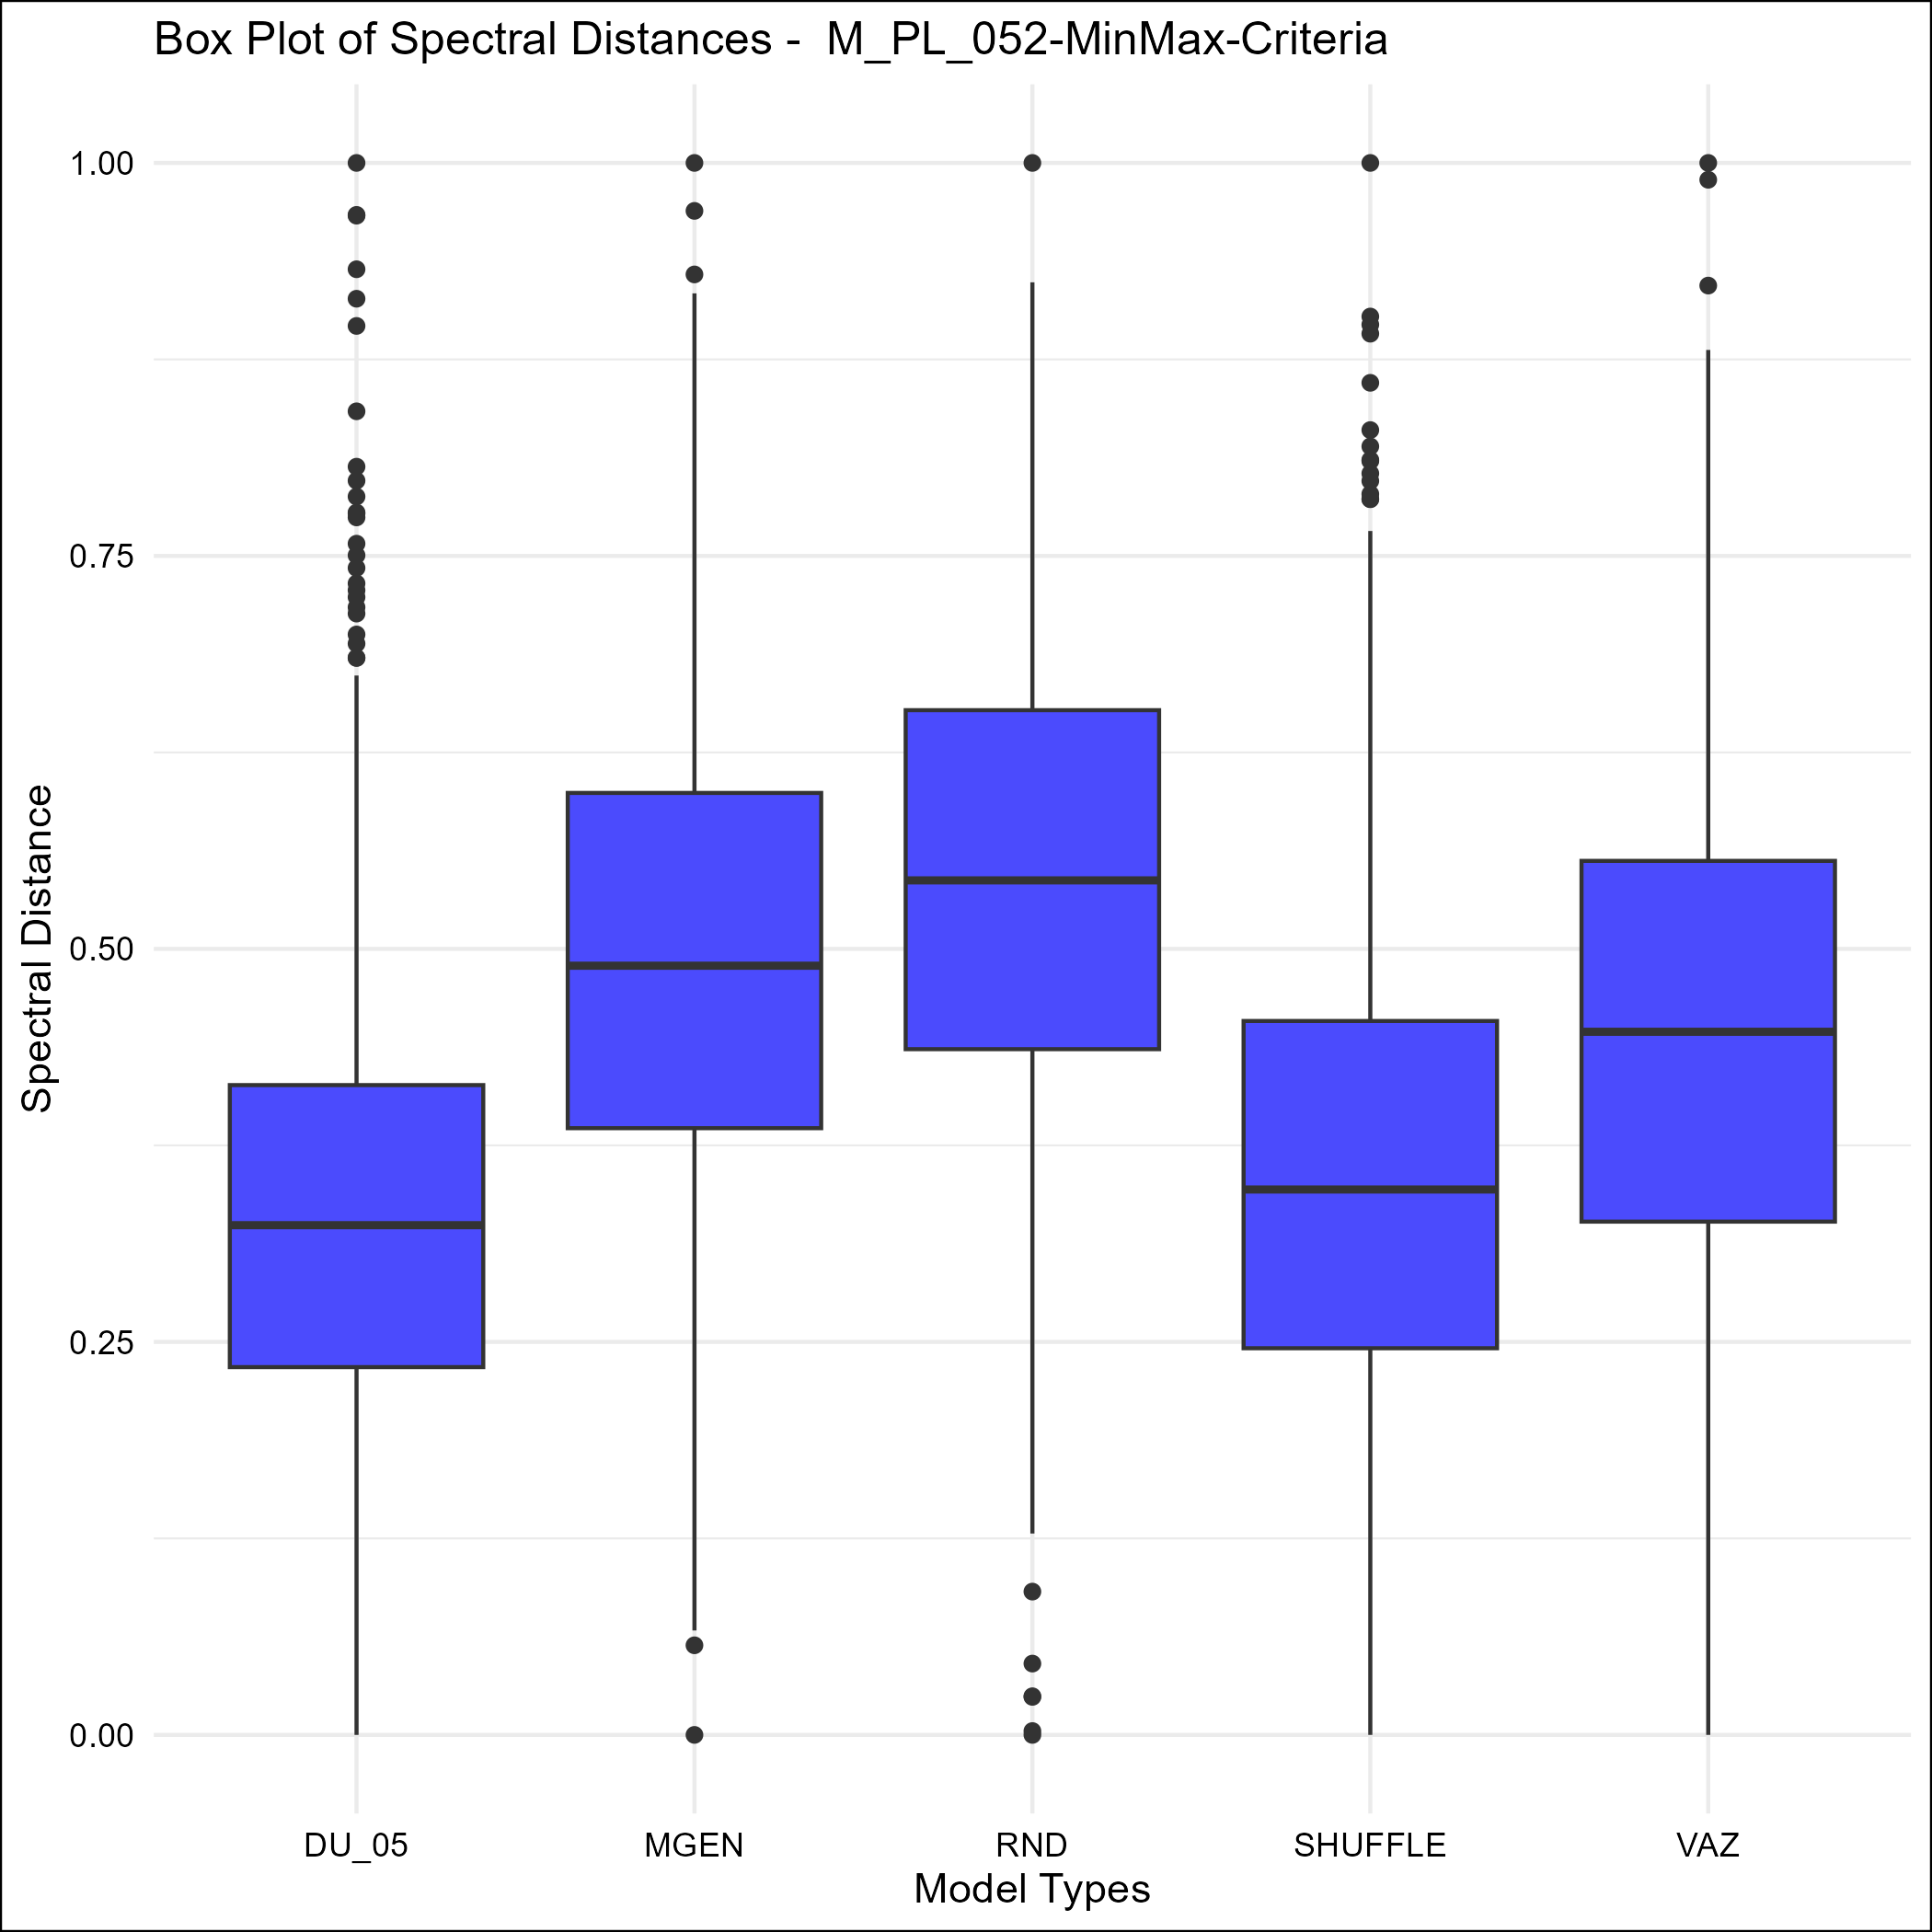 Box Plot of Spectral Distances -  M_PL_052-MinMax-Criteria
Spectral Distance
1.00
0.75
0.50
0.25
0.00
DU_05 MGEN RND SHUFFLE VAZ
Model Types